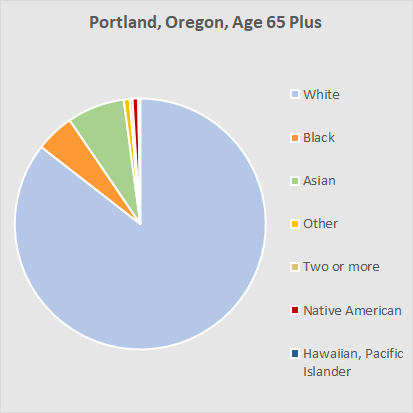 Portland, Oregon, Age 65 Plus
White
Black
Asian
Other
Two or more
Native American
Hawaiian, Pacific
Islander